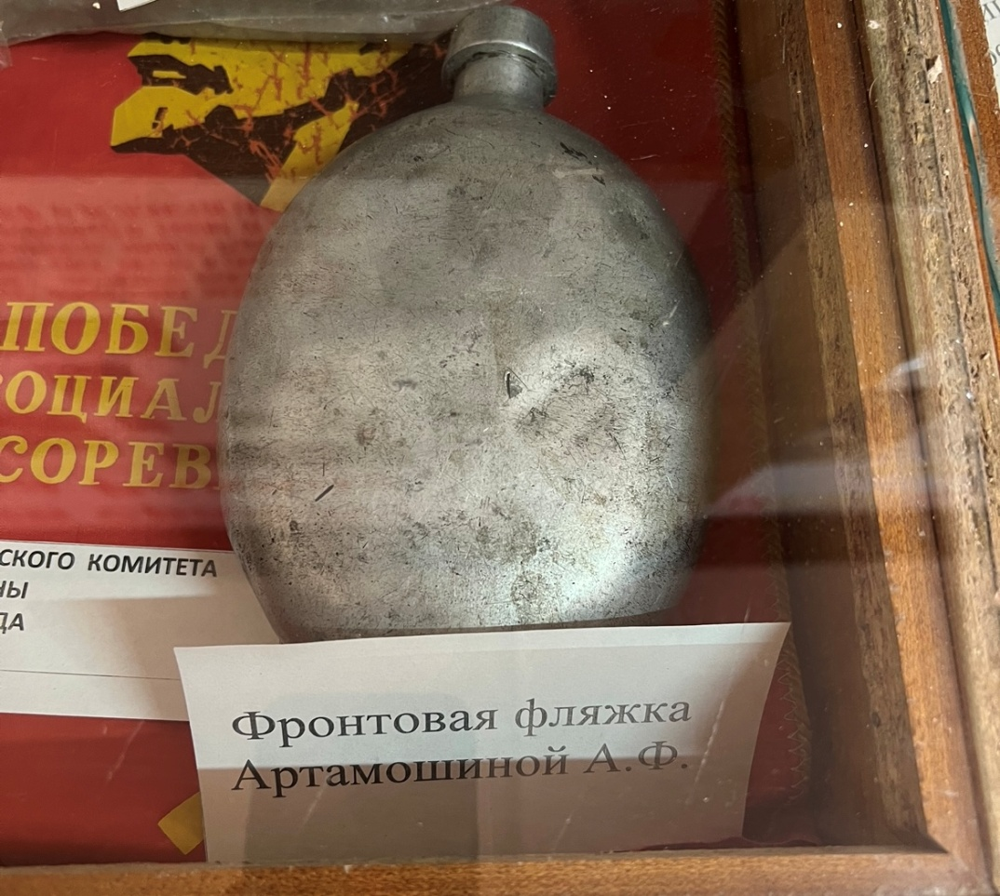 ПОБЕД
ОЦИАЛ
СОРЕВ
СКОГО КОМИТЕТА
НЫ
ДА
Фронтовая фляжка
Артамошиной А.Ф.